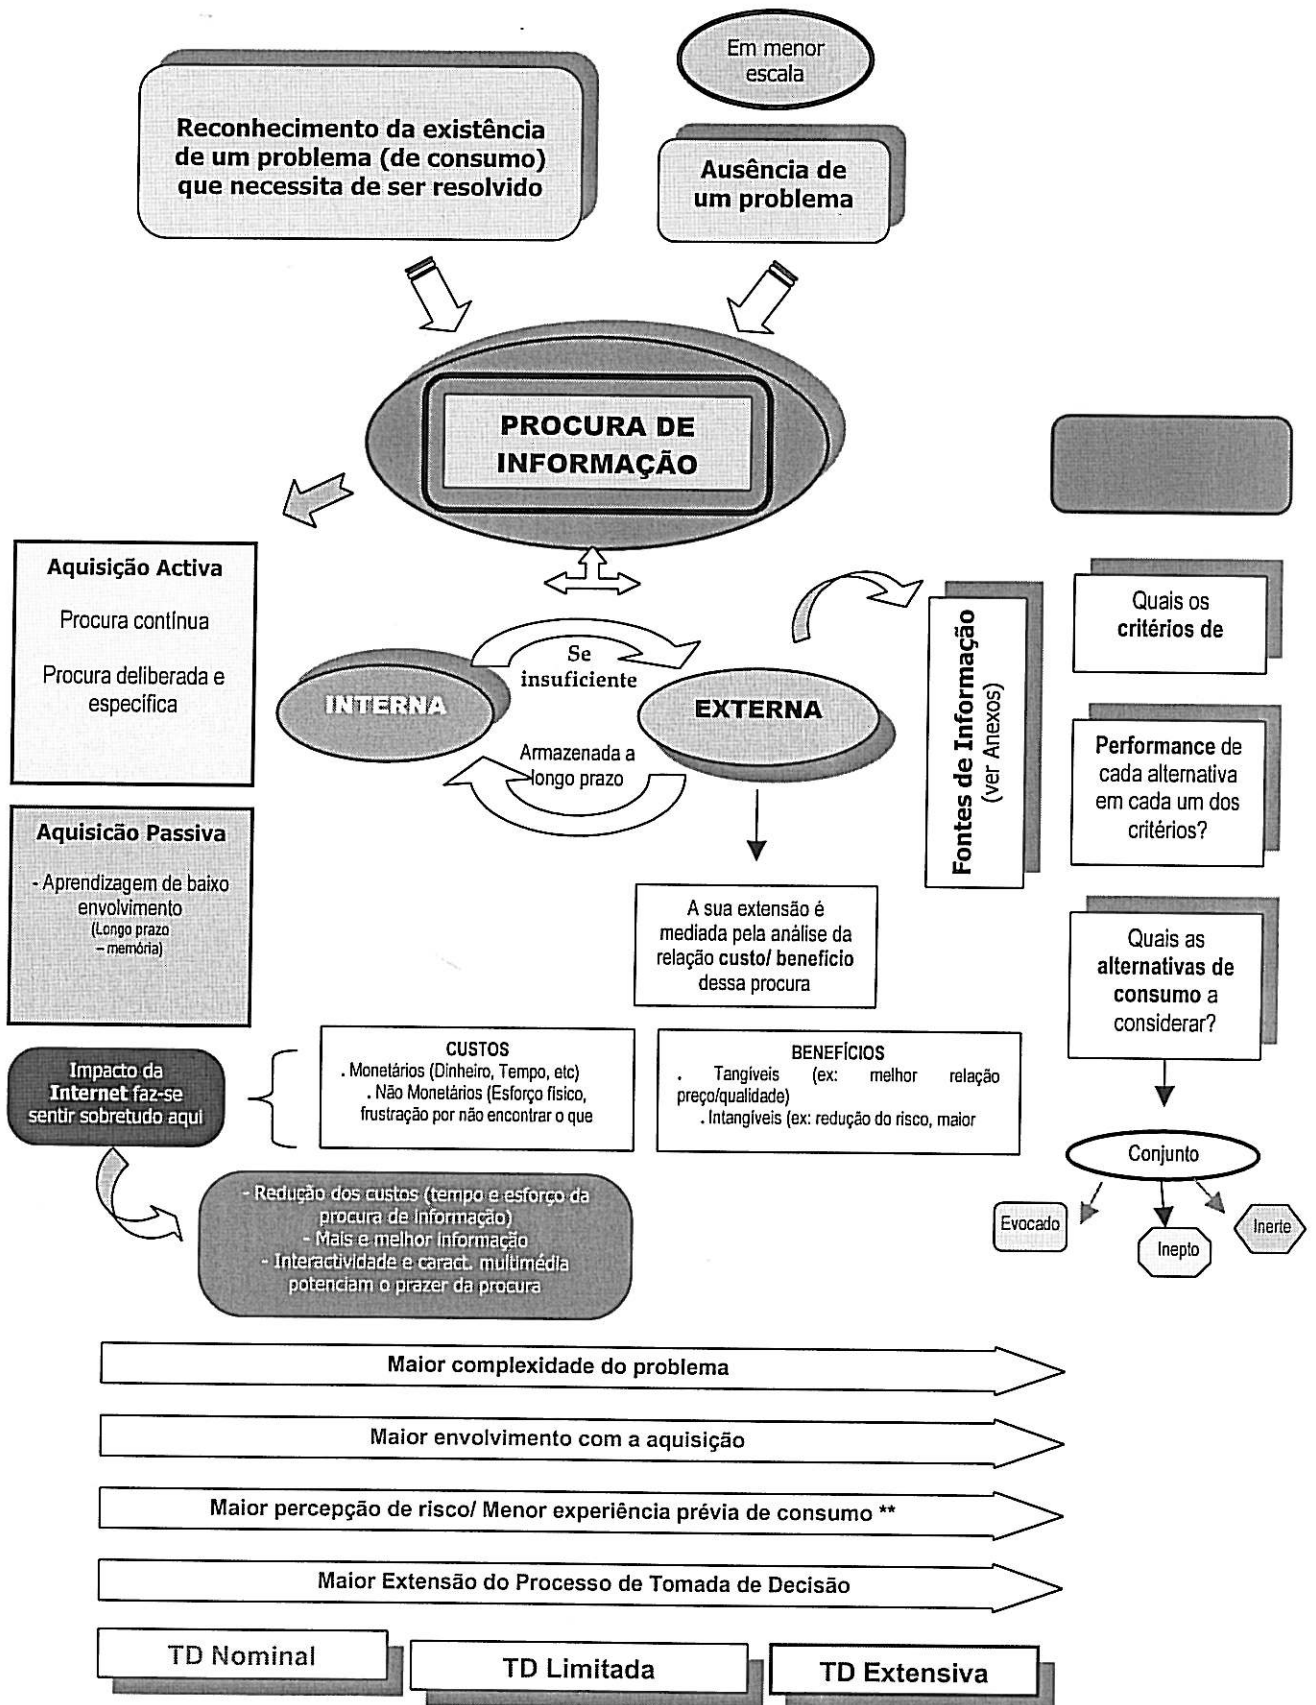 Em menor
escala
Reconhecimento da existência
de um problema (de consumo)
que necessita de ser resolvido
Ausência de
um problema
PROCURA DE
INFORMAÇÃO
Aquisição Activa
Procura contínua
Procura deliberada e
específica
Aquisicão Passiva
- Aprendizagem de baixo
envolvimento
(Longo prazo
– memória)
INTERNA
Se
insuficiente
EXTERNA
Armazenada a
longo prazo
Fontes de Informação
(ver Anexos)
A sua extensão é
mediada pela análise da
relação custo/ benefício
dessa procura
Quais os
critérios de
Performance de
cada alternativa
em cada um dos
critérios?
Quais as
alternativas de
consumo a
considerar?
Conjunto
Evocado
Inepto
Inerte
Impacto da
Internet faz-se
sentir sobretudo aqui
CUSTOS
. Monetários (Dinheiro, Tempo, etc)
. Não Monetários (Esforço físico,
frustração por não encontrar o que
BENEFÍCIOS
. Tangíveis (ex: melhor relação
preço/qualidade)
. Intangíveis (ex: redução do risco, maior
- Redução dos custos (tempo e esforço da
procura de informação)
- Mais e melhor informação
- Interactividade e caract. multimédia
potenciam o prazer da procura
Maior complexidade do problema
Maior envolvimento com a aquisição
Maior percepção de risco/ Menor experiência prévia de consumo **
Maior Extensão do Processo de Tomada de Decisão
TD Nominal
TD Limitada
TD Extensiva